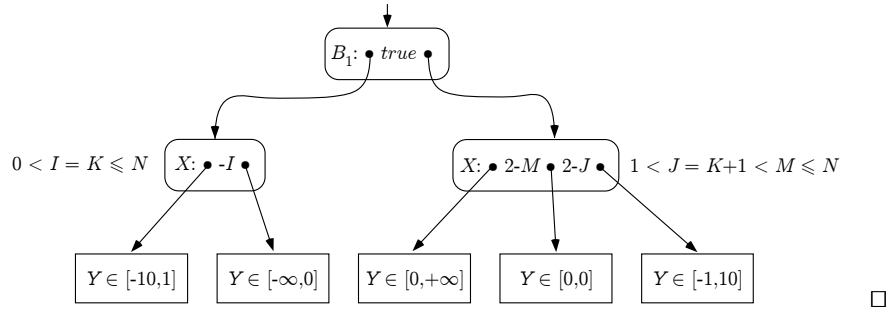 B₁: • true •
0 < I = K ⩽ N X: • -I • X: • 2-M • 2-J • 1 < J = K+1 < M ⩽ N
Y ∈ [-10,1] Y ∈ [-∞,0] Y ∈ [0,+∞] Y ∈ [0,0] Y ∈ [-1,10]
□